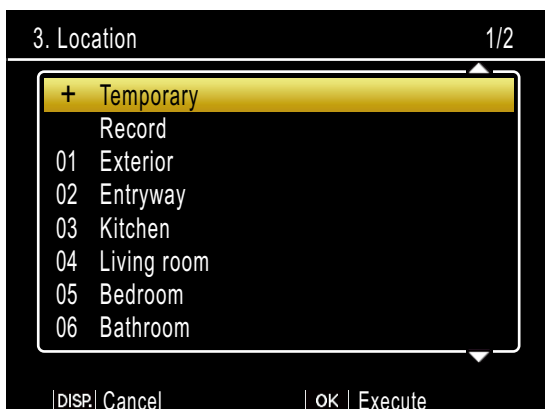 3. Location 1/2
+ Temporary
Record
01 Exterior
02 Entryway
03 Kitchen
04 Living room
05 Bedroom
06 Bathroom
DISP. Cancel OK Execute